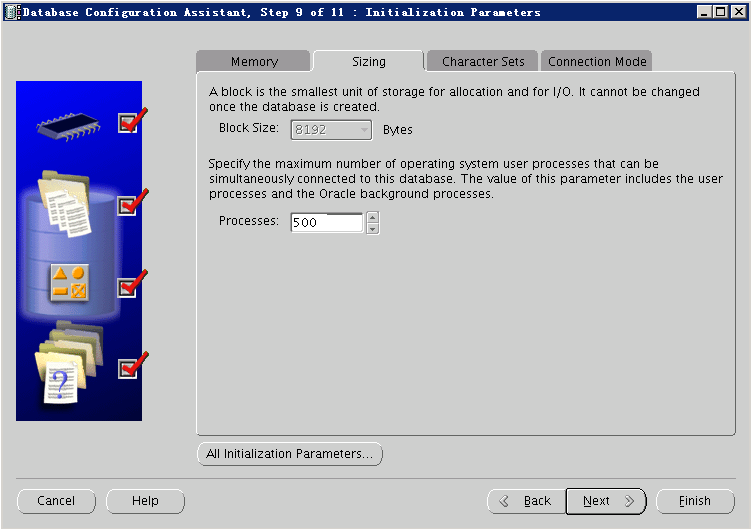 Database Configuration Assistant, Step 9 of 11 : Initialization Parameters
Memory
Sizing
Character Sets
Connection Mode
A block is the smallest unit of storage for allocation and for I/O. It cannot be changed
once the database is created.
Block Size: 8192 Bytes
Specify the maximum number of operating system user processes that can be
simultaneously connected to this database. The value of this parameter includes the user
processes and the Oracle background processes.
Processes: 500
?
All Initialization Parameters...
Cancel
Help
Back
Next
Finish